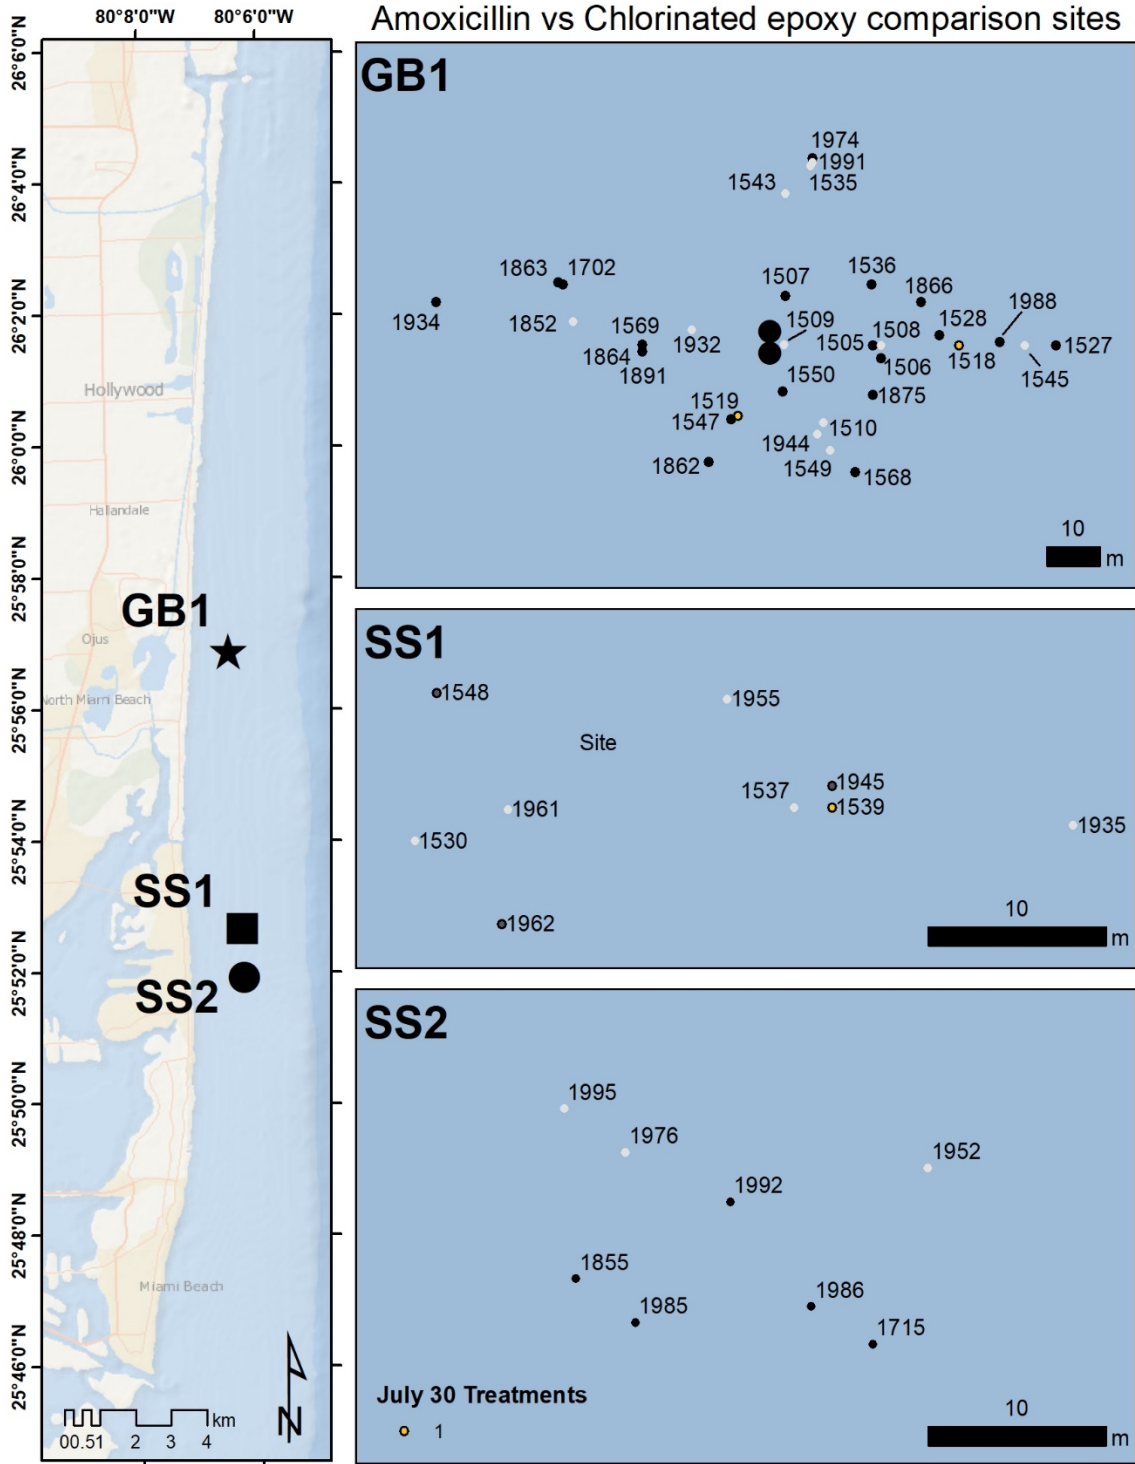 80°8'0"W 80°6'0"W
Amoxicillin vs Chlorinated epoxy comparison sites
26°6'0"N
26°4'0"N
26°2'0"N
26°0'0"N
25°58'0"N
25°56'0"N
25°54'0"N
25°52'0"N
25°50'0"N
25°48'0"N
25°46'0"N
Hollywood
Hallandale
GB1
Ojus
North Miami Beach
SS1
SS2
Miami Beach
N
km
00.51 2 3 4
GB1
1974
1991
1543 1535
1863 1702
1507 1536
1866
1934
1852
1569
1932
1509
1508
1528
1988
1864
1505
1518
1527
1891
1506
1545
1550
1519
1875
1547
1510
1944
1862
1549
1568
10
m
SS1
1548
1955
Site
1945
1537
1539
1961
1935
1530
1962
10
m
SS2
1995
1976
1952
1992
1855
1986
1985
1715
July 30 Treatments
1
10
m